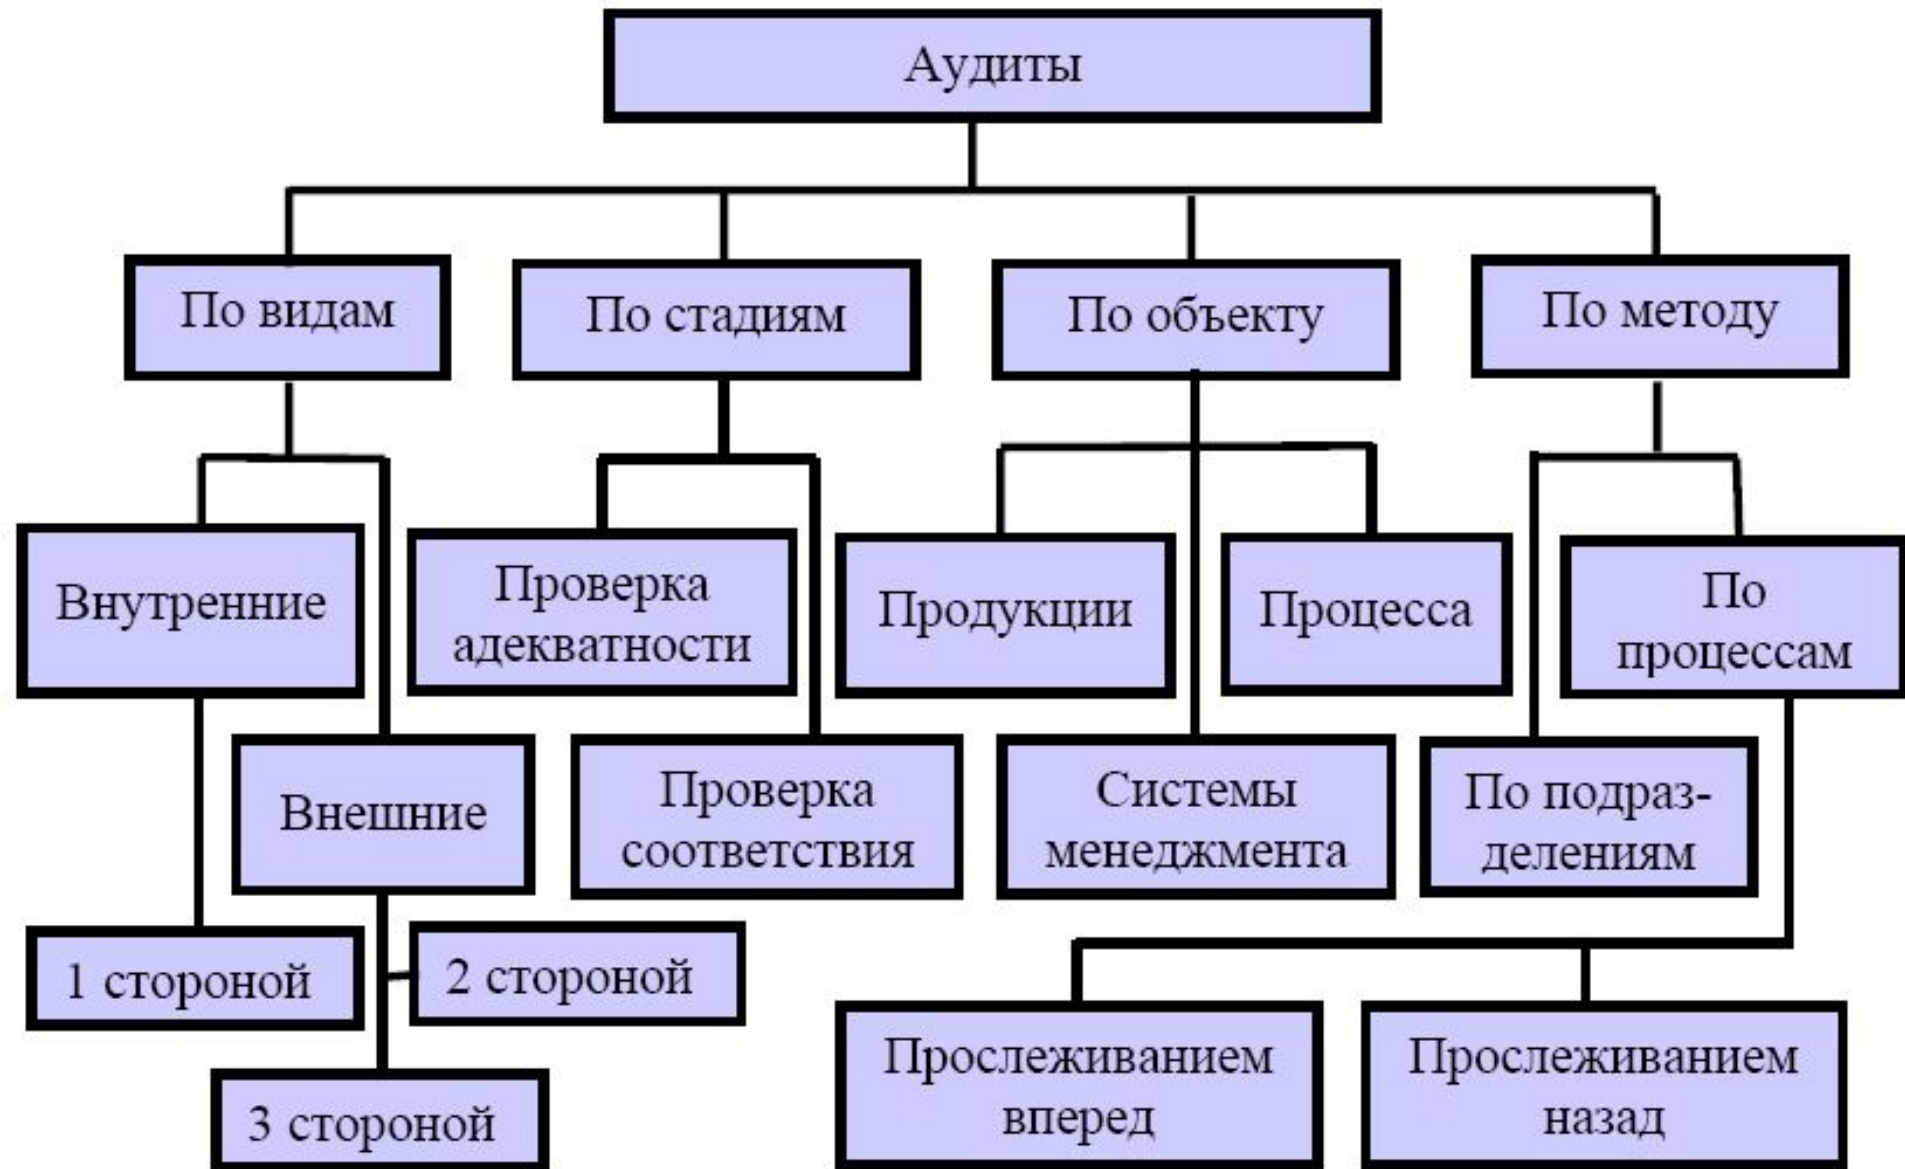 Аудиты
По видам
По стадиям
По объекту
По методу
Внутренние
Проверка
адекватности
Продукции
Процесса
По
процессам
Внешние
Проверка
соответствия
Системы
менеджмента
По подраз-
делениям
1 стороной
2 стороной
3 стороной
Прослеживанием
вперед
Прослеживанием
назад